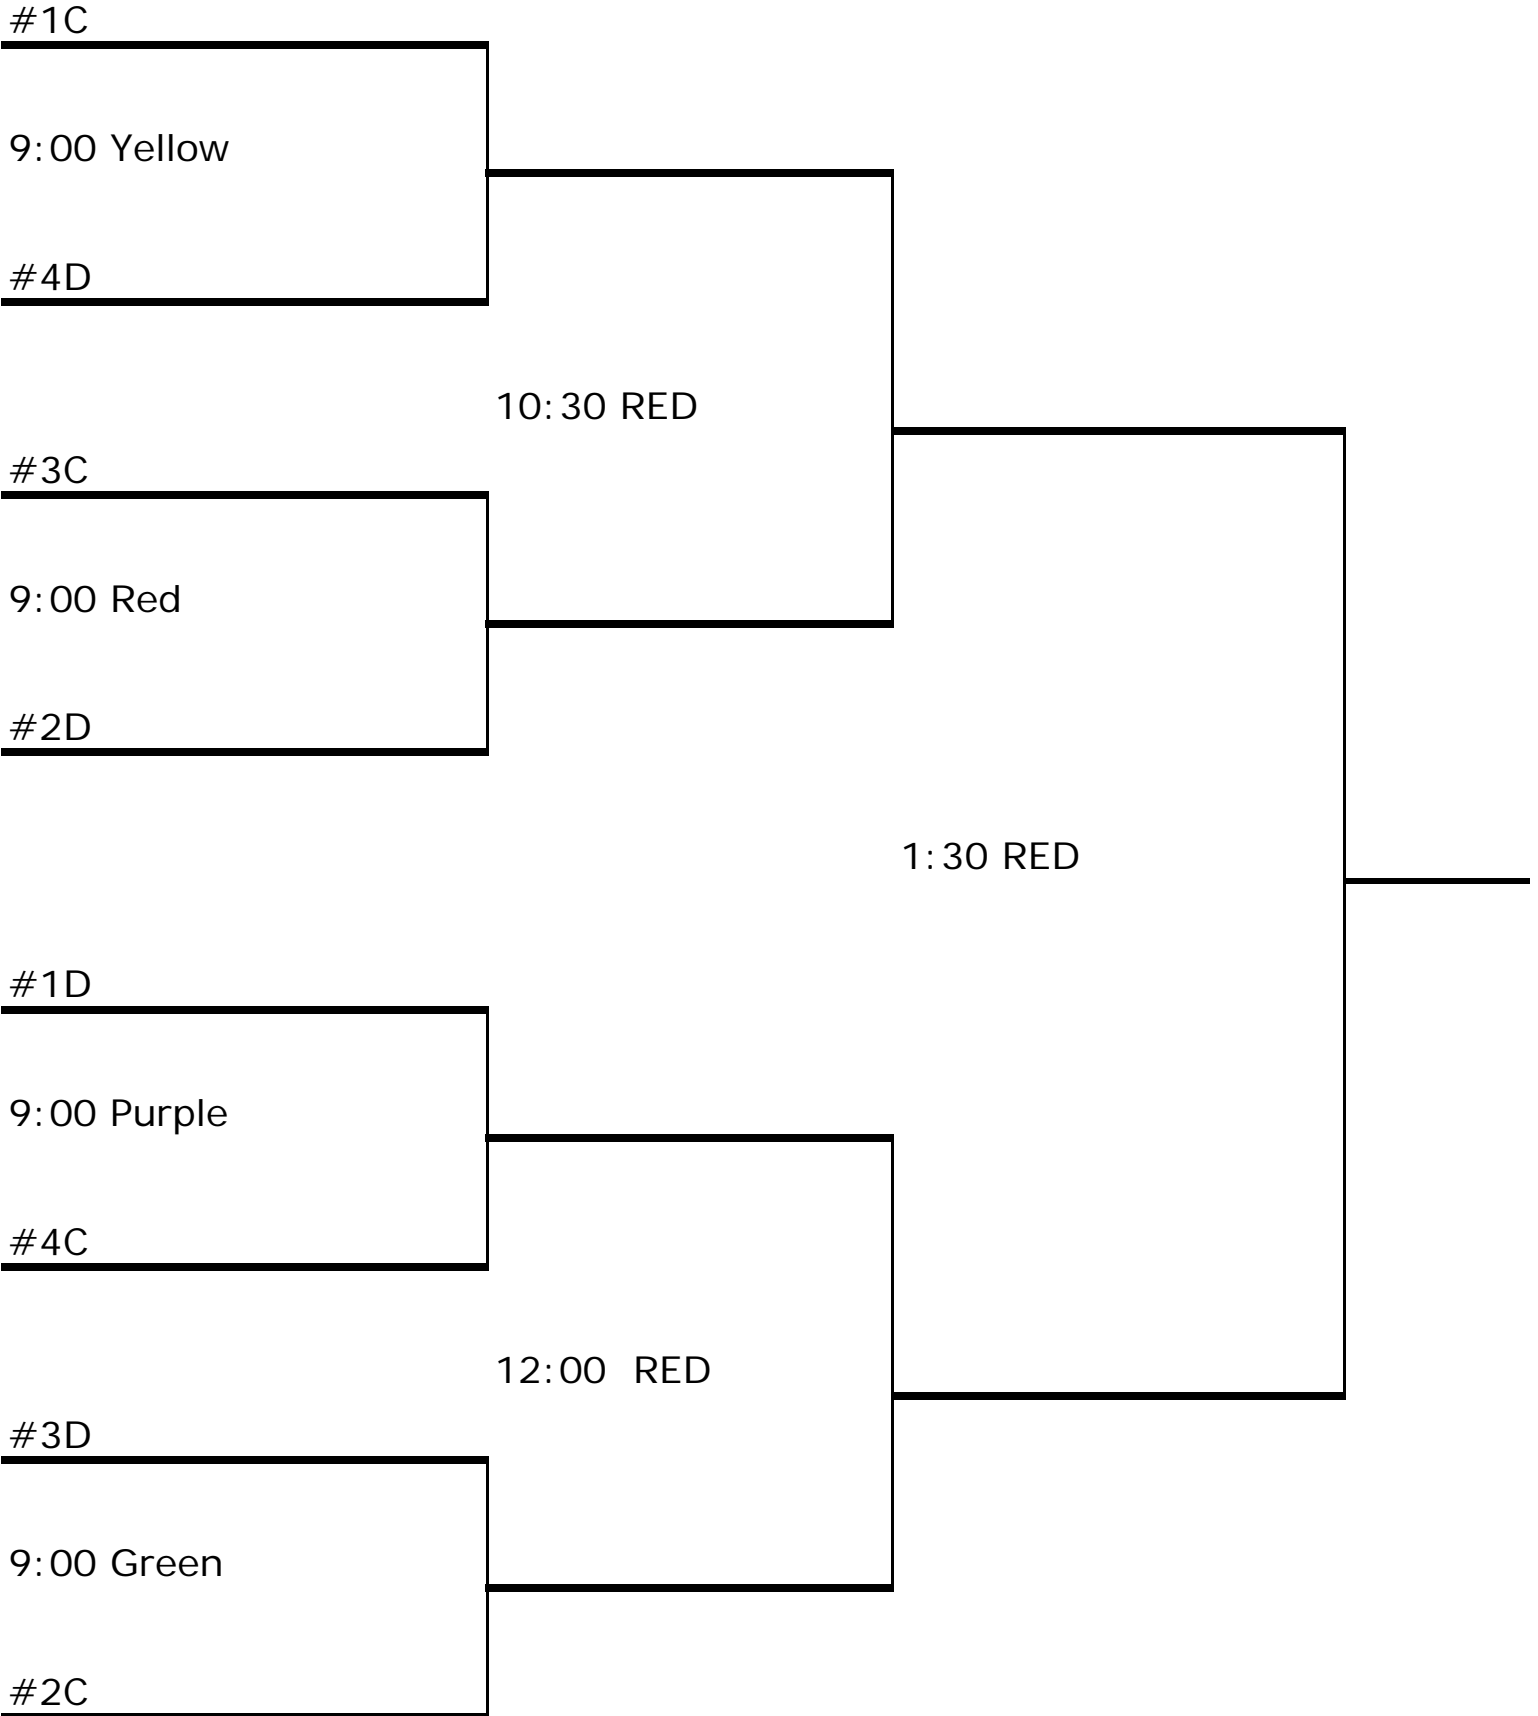 #1C
9:00 Yellow
#4D
10:30 RED
#3C
9:00 Red
#2D
1:30 RED
#1D
9:00 Purple
#4C
12:00  RED
#3D
9:00 Green
#2C